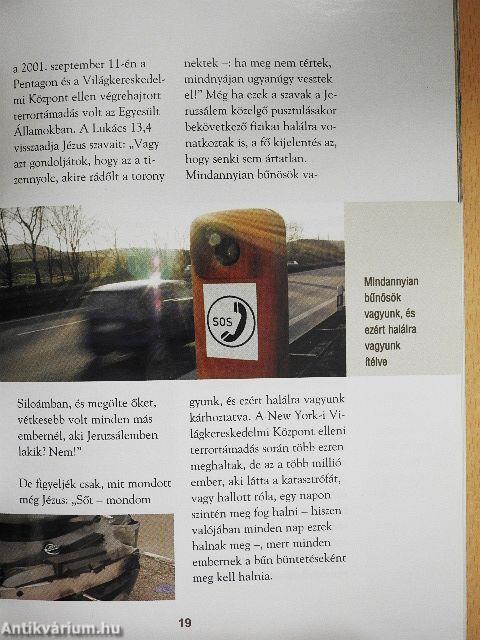 a 2001. szeptember 11-én a
Pentagon és a Világkereskedel-
mi Központ ellen végrehajtott
terrortámadás volt az Egyesült
Államokban. A Lukács 13,4
visszaadja Jézus szavait: „Vagy
azt gondoljátok, hogy az a ti-
zennyolc, akire rádőlt a torony
Siloámban, és megölte őket,
vétkesebb volt minden más
embernél, aki Jeruzsálemben
lakik? Nem!”
De figyeljék csak, mit mondott
még Jézus: „Sőt – mondom
nektek –: ha meg nem tértek,
mindnyájan ugyanúgy vesztek
el!” Még ha ezek a szavak a Je-
ruzsálem közelgő pusztulásakor
bekövetkező fizikai halálra vo-
natkoztak is, a fő kijelentés az,
hogy senki sem ártatlan.
Mindannyian bűnösök va-
gyunk, és ezért halálra vagyunk
kárhoztatva. A New York-i Vi-
lágkereskedelmi Központ elleni
terrortámadás során több ezren
meghaltak, de az a több millió
ember, aki látta a katasztrófát,
vagy hallott róla, egy napon
szintén meg fog halni – hiszen
valójában minden nap ezrek
halnak meg –, mert minden
embernek a bűn büntetéseként
meg kell halnia.
SOS
Mindannyian
bűnösök
vagyunk, és
ezért halálra
vagyunk
ítélve
19
Antikvárium.hu